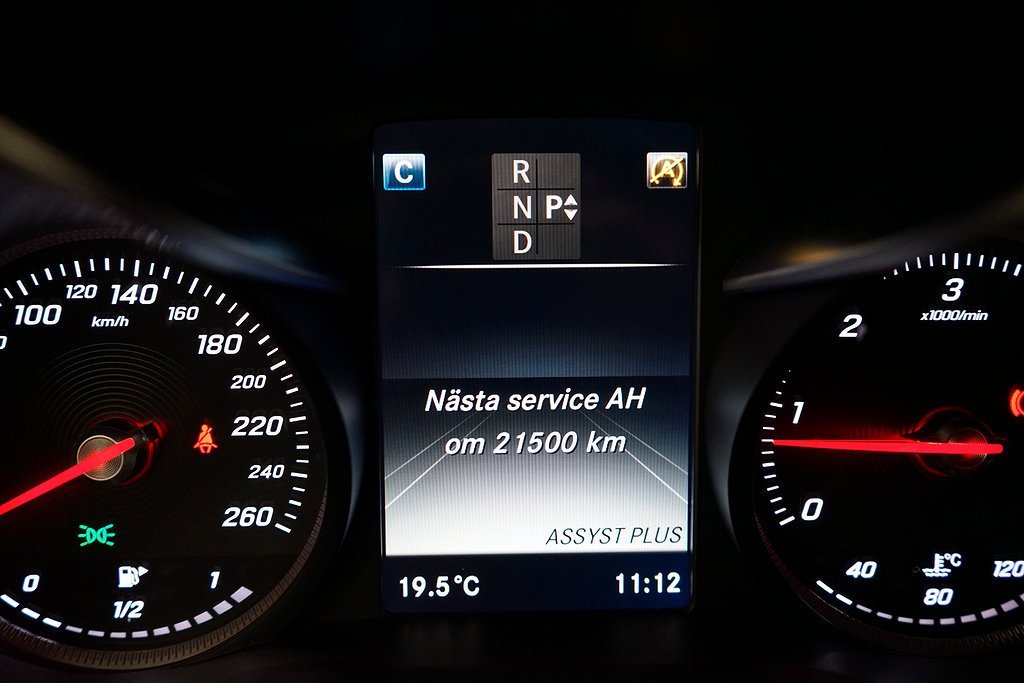 C
R
N P
D
100
120
140
160
180
200
220
240
260
km/h
0
1/2
1
Nästa service AH
om 21500 km
ASSYST PLUS
19.5°C
11:12
3
x1000/min
2
1
0
40
80
120
°C
A